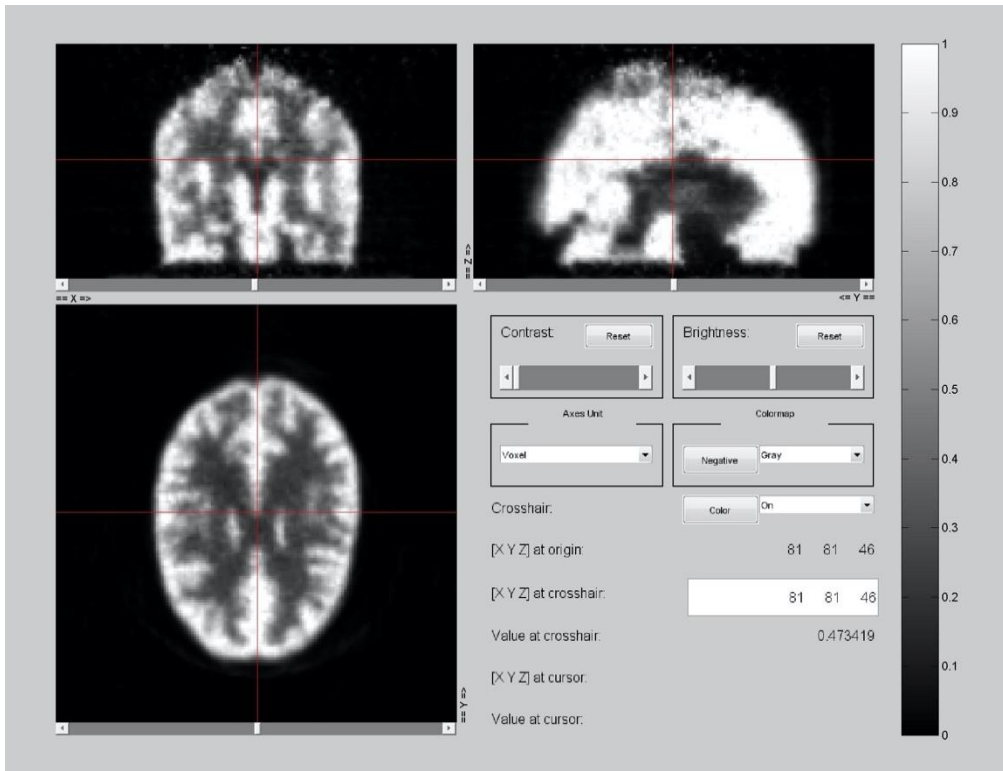 == X =>
== Z =>
<= Y ==
== Y =>
Contrast:
Reset
Brightness:
Reset
Axes Unit
Voxel
Colormap
Negative
Gray
Crosshair:
Color
On
[X Y Z] at origin:
81 81 46
[X Y Z] at crosshair:
81 81 46
Value at crosshair:
0.473419
[X Y Z] at cursor:
Value at cursor:
1
0.9
0.8
0.7
0.6
0.5
0.4
0.3
0.2
0.1
0